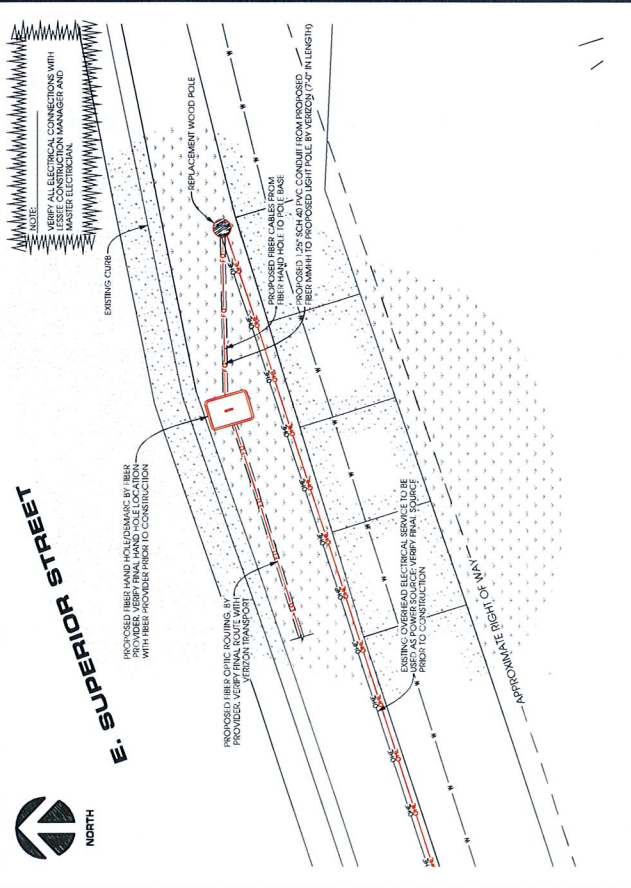 NOTE:
VERIFY ALL ELECTRICAL CONNECTIONS WITH
LESSEE CONSTRUCTION MANAGER AND
MASTER ELECTRICIAN.
EXISTING CURB
REPLACEMENT WOOD POLE
PROPOSED FIBER CABLES FROM
FIBER HAND HOLE TO POLE BASE
PROPOSED 1.25" SCH 40 PVC CONDUIT FROM PROPOSED
FIBER MMHH TO PROPOSED LIGHT POLE, BY VERIZON (7'-0" IN LENGTH)
PROPOSED FIBER HAND HOLE/DEMARC BY FIBER
PROVIDER. VERIFY FINAL HAND HOLE LOCATION
WITH FIBER PROVIDER PRIOR TO CONSTRUCTION
E. SUPERIOR STREET
PROPOSED FIBER OPTIC ROUTING, BY
PROVIDER. VERIFY FINAL ROUTE WITH
VERIZON TRANSPORT
EXISTING OVERHEAD ELECTRICAL SERVICE TO BE
USED AS POWER SOURCE; VERIFY FINAL SOURCE
PRIOR TO CONSTRUCTION
APPROXIMATE RIGHT OF WAY
NORTH